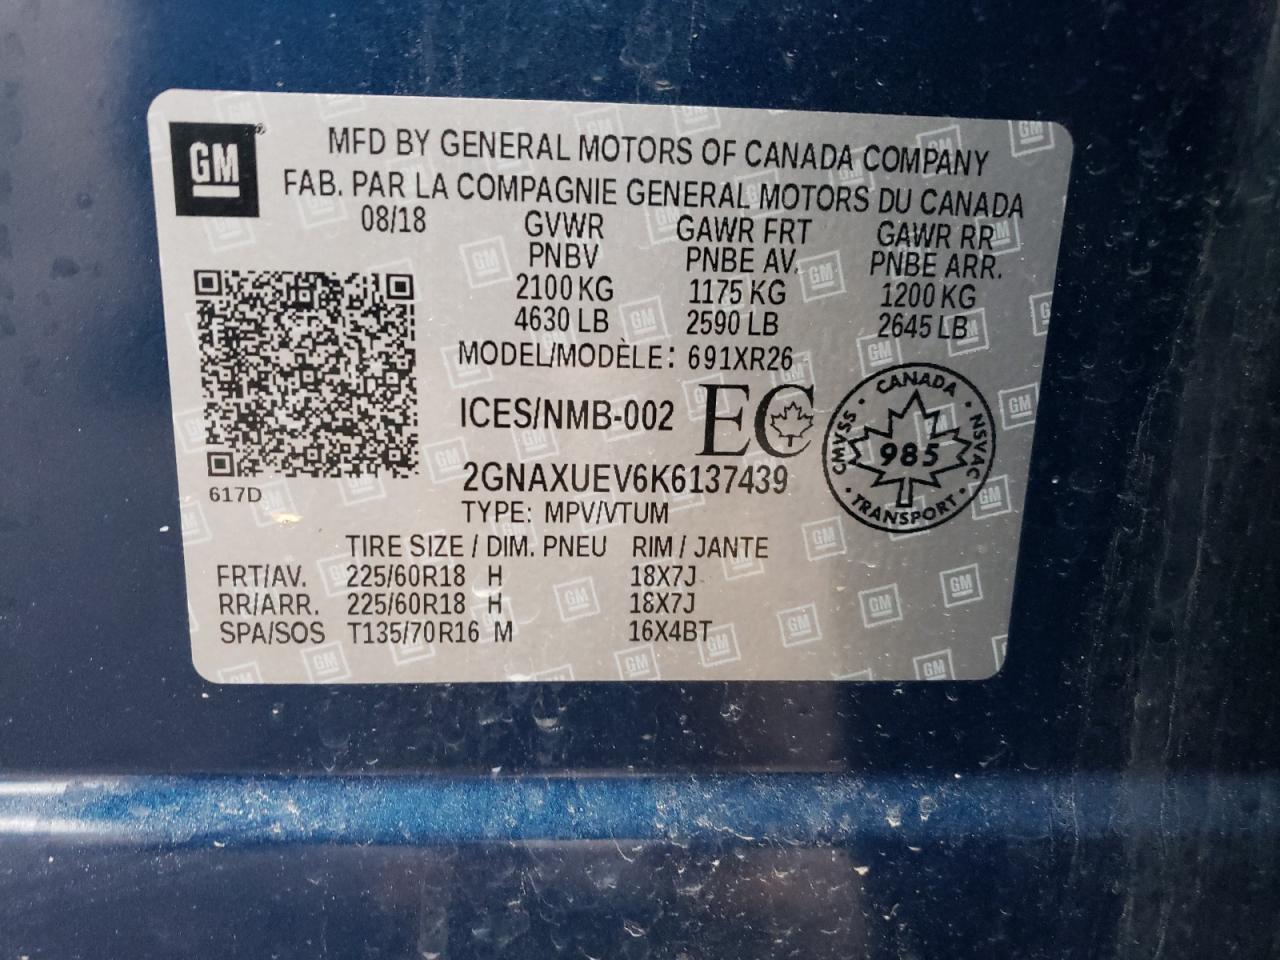 GM
MFD BY GENERAL MOTORS OF CANADA COMPANY
FAB. PAR LA COMPAGNIE GENERAL MOTORS DU CANADA
08/18 GVWR GAWR FRT GAWR RR
PNBV PNBE AV. PNBE ARR.
2100 KG 1175 KG 1200 KG
4630 LB 2590 LB 2645 LB
MODEL/MODÈLE: 691XR26
ICES/NMB-002 EC
CANADA
CMVSS · NSVAC
985
TRANSPORT
2GNAXUEV6K6137439
617D
TYPE: MPV/VTUM
TIRE SIZE / DIM. PNEU RIM / JANTE
FRT/AV. 225/60R18 H 18X7J
RR/ARR. 225/60R18 H 18X7J
SPA/SOS T135/70R16 M 16X4BT